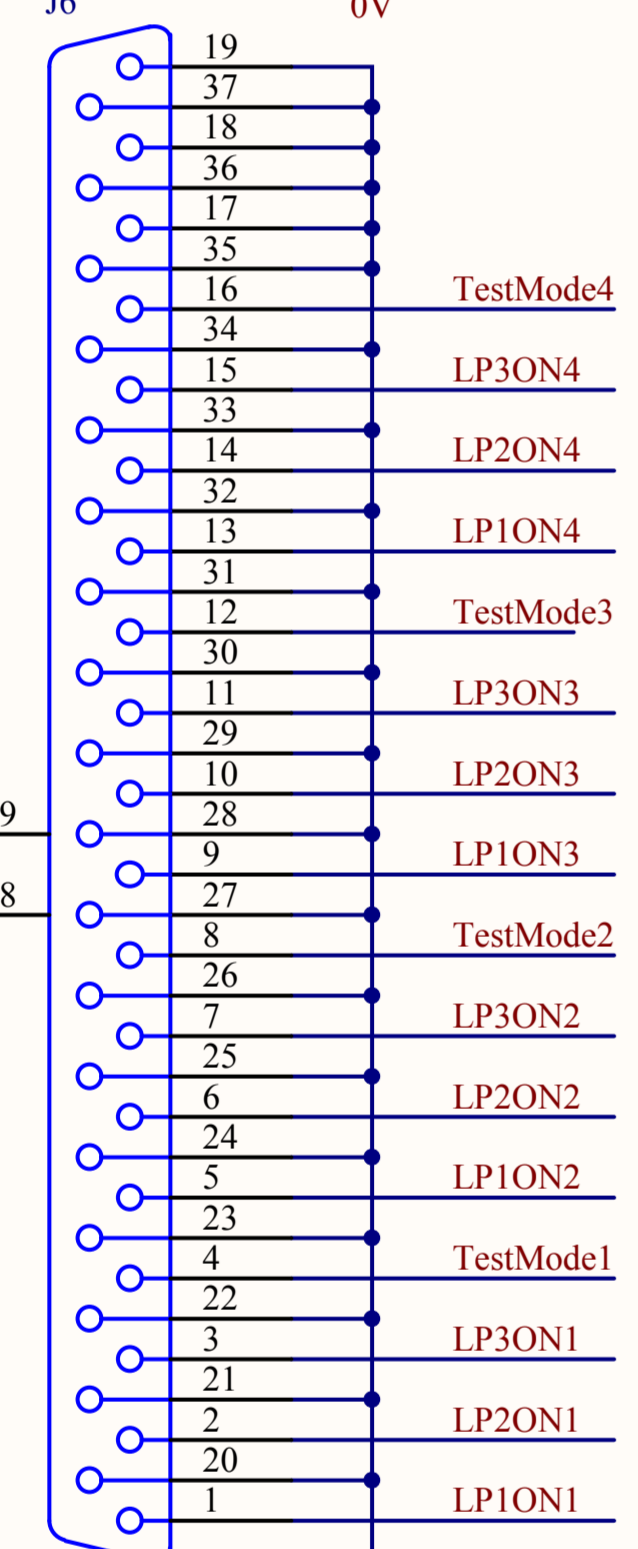 J6 0V
19
37
18
36
17
35
16 TestMode4
34
15 LP3ON4
33
14 LP2ON4
32
13 LP1ON4
31
12 TestMode3
30
11 LP3ON3
29
10 LP2ON3
9 28
9 LP1ON3
8 27
8 TestMode2
26
7 LP3ON2
25
6 LP2ON2
24
5 LP1ON2
23
4 TestMode1
22
3 LP3ON1
21
2 LP2ON1
20
1 LP1ON1